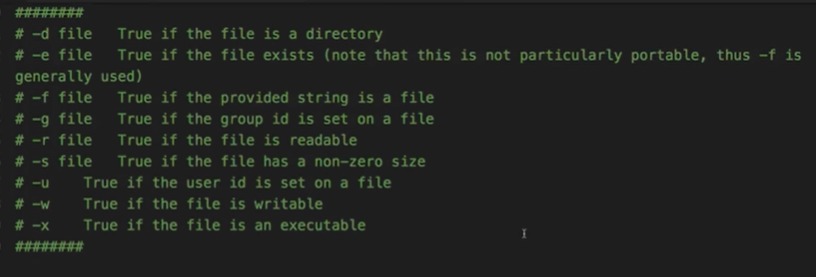 ########
# -d file   True if the file is a directory
# -e file   True if the file exists (note that this is not particularly portable, thus -f is
generally used)
# -f file   True if the provided string is a file
# -g file   True if the group id is set on a file
# -r file   True if the file is readable
# -s file   True if the file has a non-zero size
# -u    True if the user id is set on a file
# -w    True if the file is writable
# -x    True if the file is an executable
########